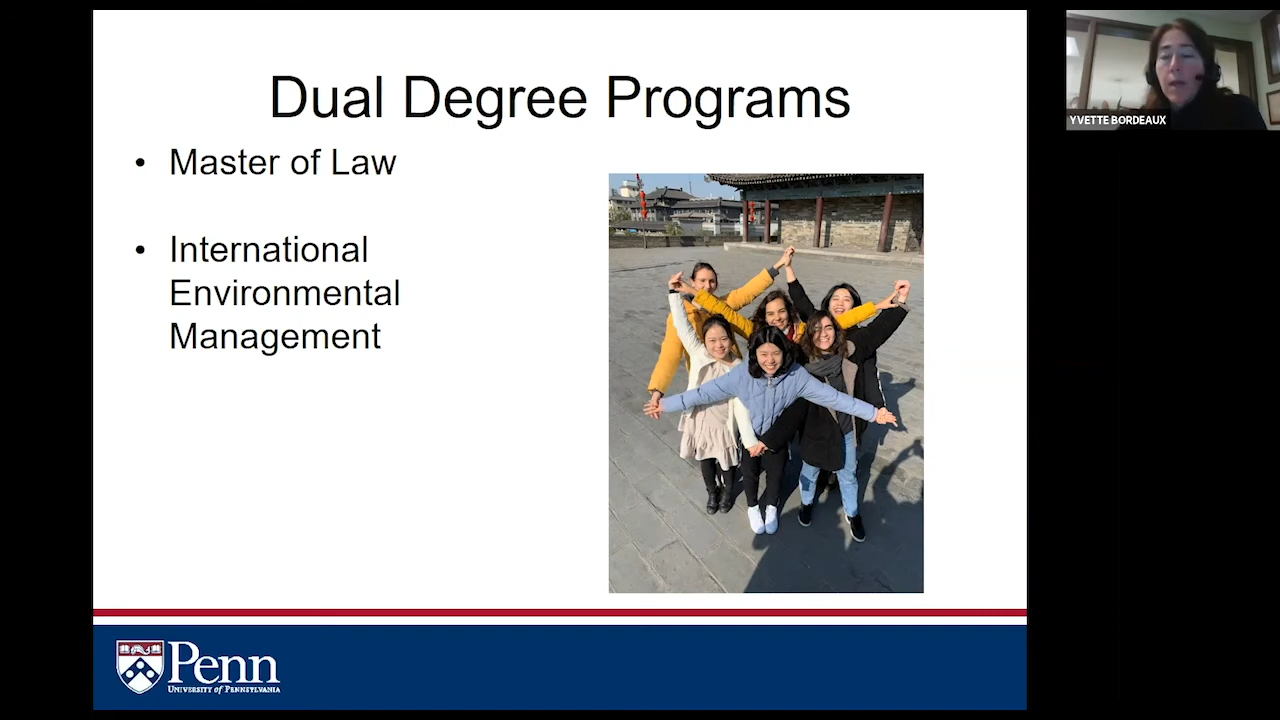 Dual Degree Programs
• Master of Law
• International
Environmental
Management
Penn
UNIVERSITY of PENNSYLVANIA
YVETTE BORDEAUX